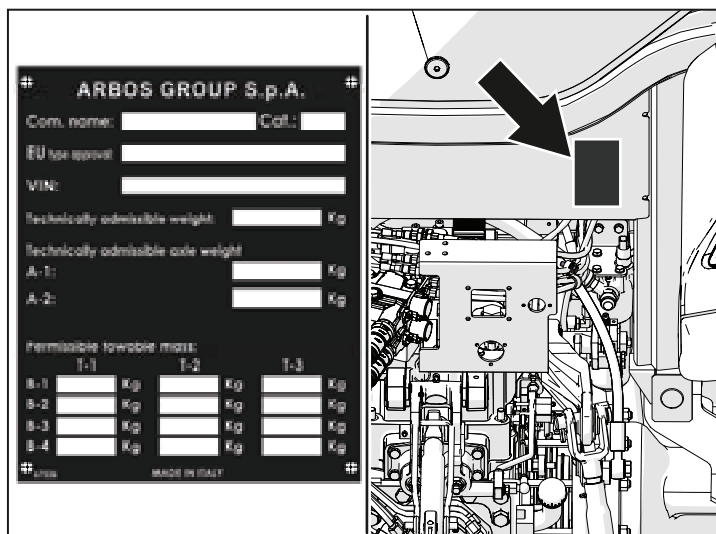 ARBOS GROUP S.p.A.
Com. name: Cat.:
EU type approval:
VIN:
Technically admissible weight: Kg
Technically admissible axle weight
A-1: Kg
A-2: Kg
Permissible towable mass:
T-1 T-2 T-3
B-1 Kg Kg Kg
B-2 Kg Kg Kg
B-3 Kg Kg Kg
B-4 Kg Kg Kg
MADE IN ITALY